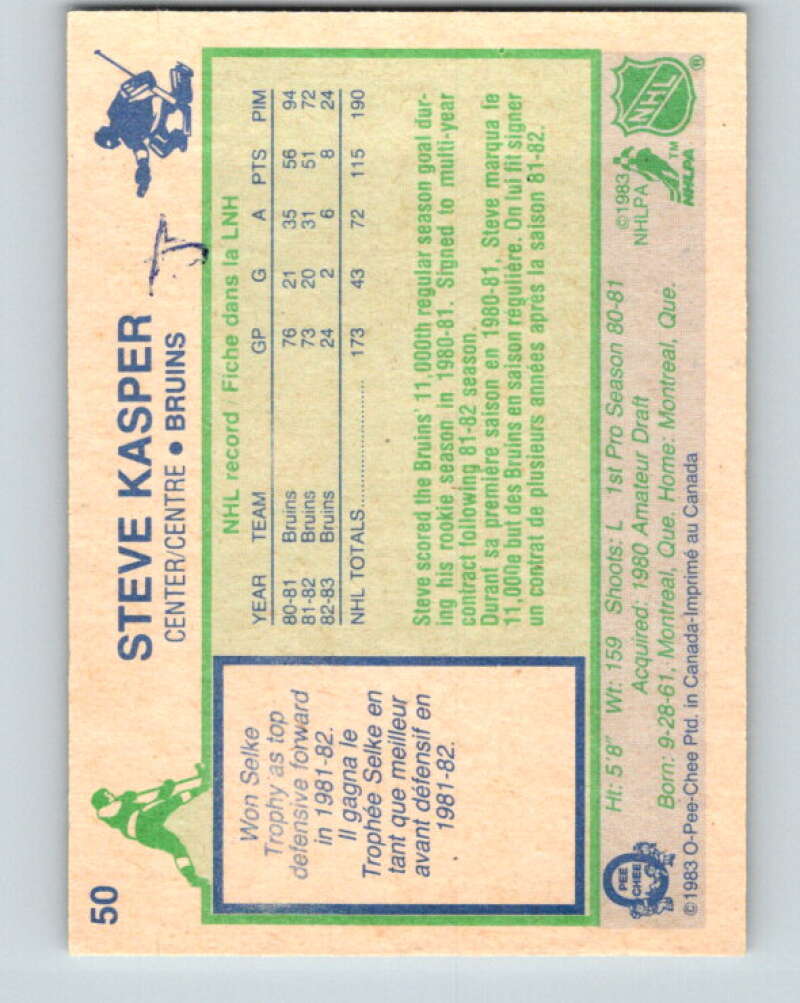 50
STEVE KASPER
CENTER/CENTRE • BRUINS
J
Won Selke
Trophy as top
defensive forward
in 1981-82.
Il gagna le
Trophée Selke en
tant que meilleur
avant défensif en
1981-82.
NHL record / Fiche dans la LNH
YEAR TEAM GP G A PTS PIM
80-81 Bruins 76 21 35 56 94
81-82 Bruins 73 20 31 51 72
82-83 Bruins 24 2 6 8 24
NHL TOTALS.......................... 173 43 72 115 190
Steve scored the Bruins' 11,000th regular season goal dur-
ing his rookie season in 1980-81. Signed to multi-year
contract following 81-82 season.
Durant sa première saison en 1980-81, Steve marqua le
11,000e but des Bruins en saison régulière. On lui fit signer
un contrat de plusieurs années après la saison 81-82.
Ht: 5'8" Wt: 159 Shoots: L 1st Pro Season 80-81
Acquired: 1980 Amateur Draft
Born: 9-28-61, Montreal, Que. Home: Montreal, Que.
©1983 O-Pee-Chee Ptd. in Canada-Imprimé au Canada
O
PEE
CHEE
©1983
NHLPA
TM
NHLPA
NHL
®